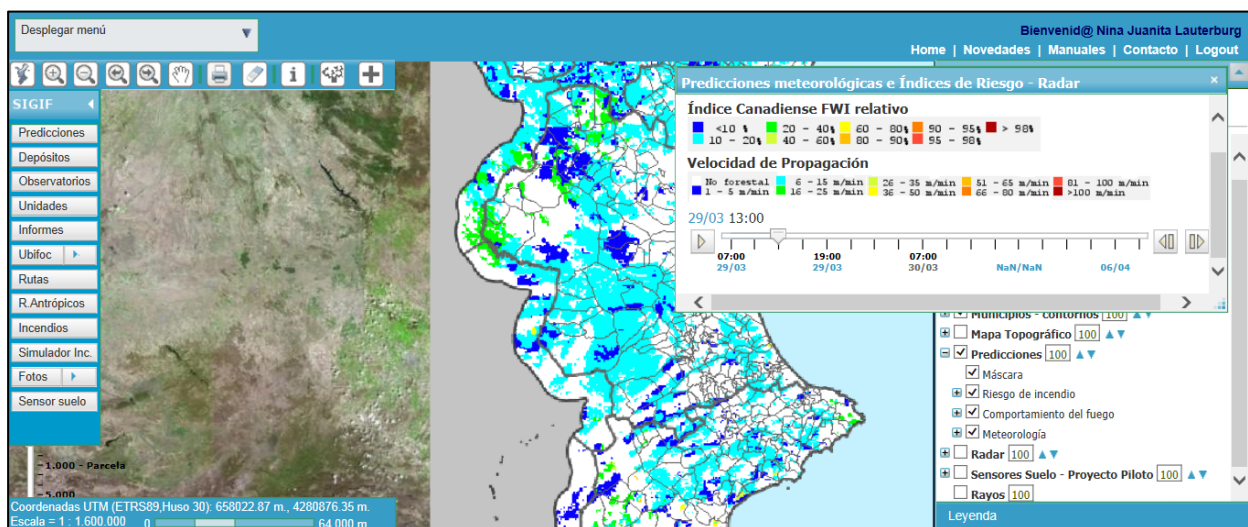 Desplegar menú
Bienvenid@ Nina Juanita Lauterburg
Home | Novedades | Manuales | Contacto | Logout
SIGIF
Predicciones
Depósitos
Observatorios
Unidades
Informes
Ubifoc
Rutas
R.Antrópicos
Incendios
Simulador Inc.
Fotos
Sensor suelo
1.000 - Parcela
5.000
Coordenadas UTM (ETRS89,Huso 30): 658022.87 m., 4280876.35 m.
Escala = 1 : 1.600.000 0 64.000 m.
Predicciones meteorológicas e Índices de Riesgo - Radar ×
Índice Canadiense FWI relativo
<10 % 20 - 40% 60 - 80% 90 - 95% > 98%
10 - 20% 40 - 60% 80 - 90% 95 - 98%
Velocidad de Propagación
No forestal 6 - 15 m/min 26 - 35 m/min 51 - 65 m/min 81 - 100 m/min
1 - 5 m/min 16 - 25 m/min 36 - 50 m/min 66 - 80 m/min >100 m/min
29/03 13:00
07:00 19:00 07:00
29/03 29/03 30/03 NaN/NaN 06/04
Municipios - contornos 100
Mapa Topográfico 100
Predicciones 100
Máscara
Riesgo de incendio
Comportamiento del fuego
Meteorología
Radar 100
Sensores Suelo - Proyecto Piloto 100
Rayos 100
Leyenda